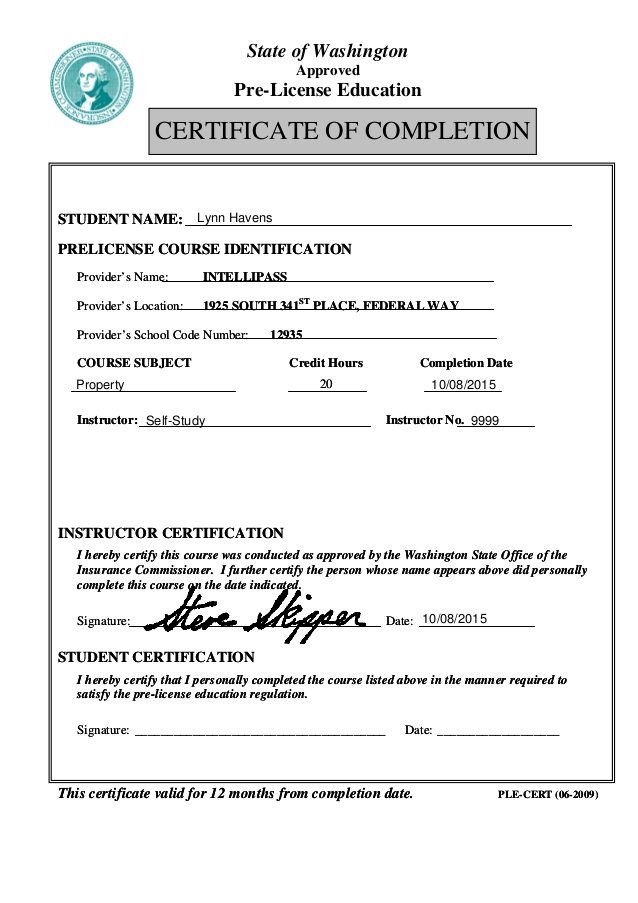 State of Washington
Approved
Pre-License Education
CERTIFICATE OF COMPLETION
INSURANCE COMMISSIONER STATE OF WASHINGTON
STUDENT NAME: Lynn Havens
PRELICENSE COURSE IDENTIFICATION
Provider's Name: INTELLIPASS
Provider's Location: 1925 SOUTH 341ST PLACE, FEDERAL WAY
Provider's School Code Number: 12935
COURSE SUBJECT Credit Hours Completion Date
Property 20 10/08/2015
Instructor: Self-Study Instructor No. 9999
INSTRUCTOR CERTIFICATION
I hereby certify this course was conducted as approved by the Washington State Office of the
Insurance Commissioner. I further certify the person whose name appears above did personally
complete this course on the date indicated.
Signature: Steve Skipper Date: 10/08/2015
STUDENT CERTIFICATION
I hereby certify that I personally completed the course listed above in the manner required to
satisfy the pre-license education regulation.
Signature: Date:
This certificate valid for 12 months from completion date. PLE-CERT (06-2009)